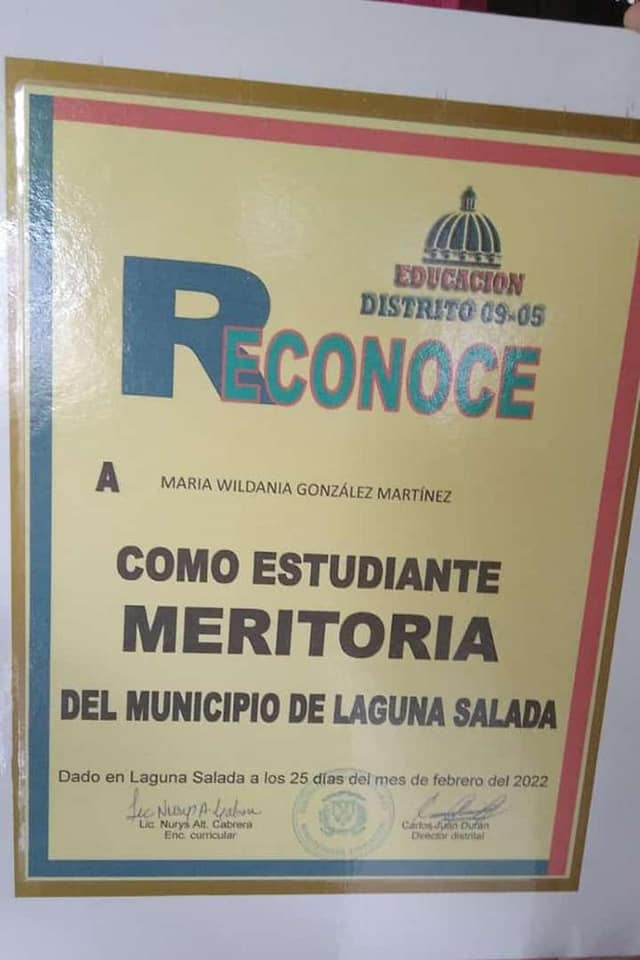 EDUCACION
DISTRITO 09-05
RECONOCE
A MARIA WILDANIA GONZÁLEZ MARTÍNEZ
COMO ESTUDIANTE
MERITORIA
DEL MUNICIPIO DE LAGUNA SALADA
Dado en Laguna Salada a los 25 días del mes de febrero del 2022
Lic Nurys A Cabrera
Lic. Nurys Alt. Cabrera
Enc. curricular
Carlos Julio Durán
Director distrital